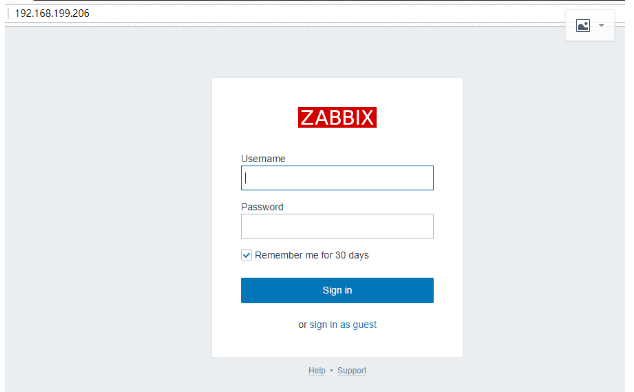 192.168.199.206
ZABBIX
Username
Password
Remember me for 30 days
Sign in
or sign in as guest
Help • Support